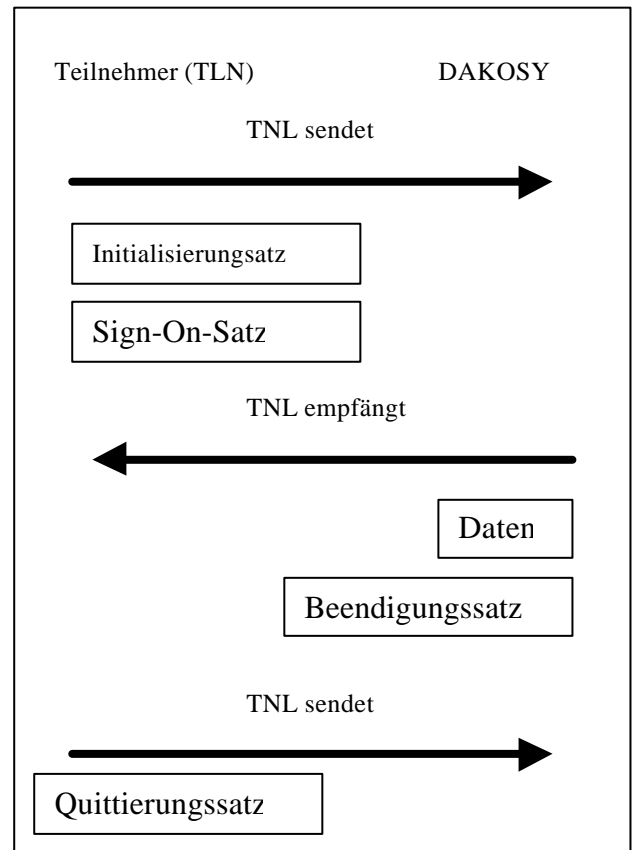 Teilnehmer (TLN) DAKOSY
TNL sendet
Initialisierungsatz
Sign-On-Satz
TNL empfängt
Daten
Beendigungssatz
TNL sendet
Quittierungssatz